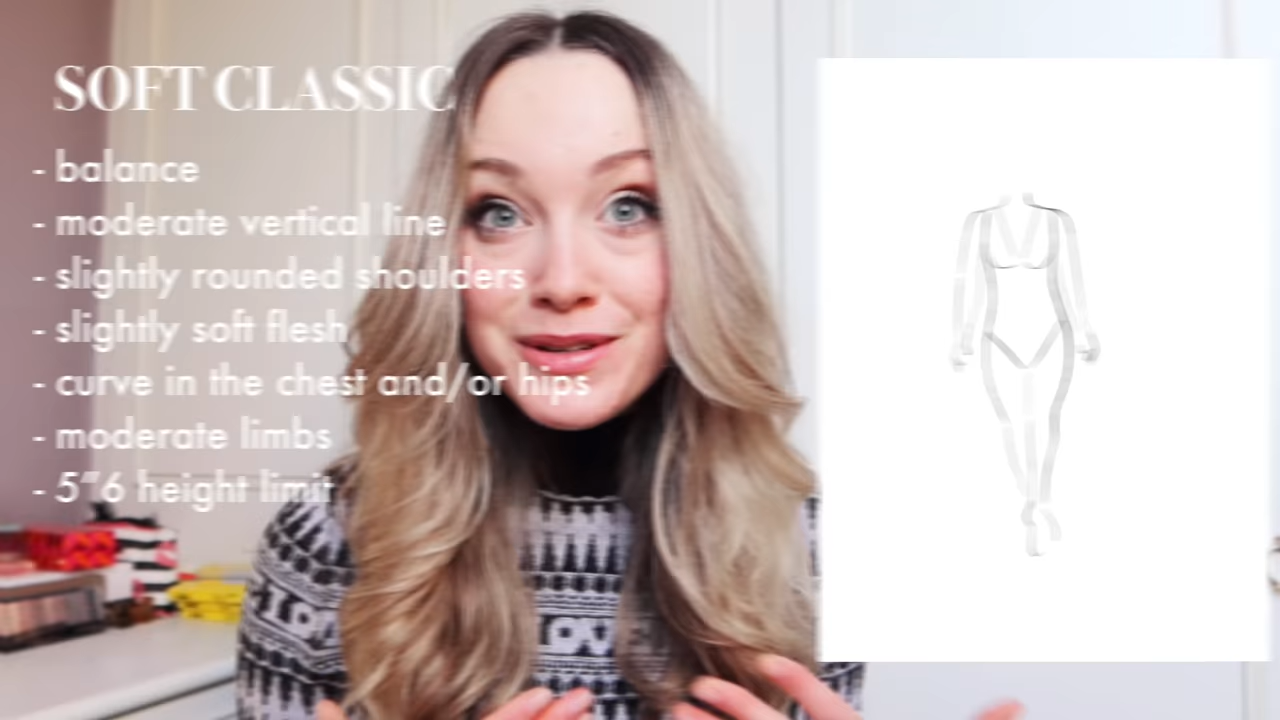 SOFT CLASSIC
- balance
- moderate vertical line
- slightly rounded shoulders
- slightly soft flesh
- curve in the chest and/or hips
- moderate limbs
- 5"6 height limit
LOVE